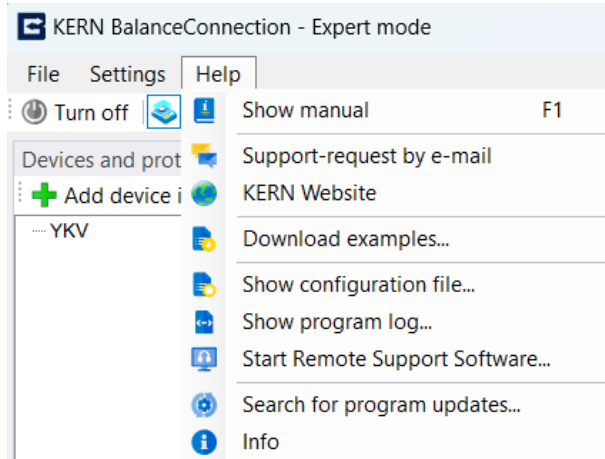 KERN BalanceConnection - Expert mode
File Settings Help
Turn off
Show manual F1
Devices and prot
Support-request by e-mail
Add device i
KERN Website
YKV
Download examples...
Show configuration file...
Show program log...
Start Remote Support Software...
Search for program updates...
Info